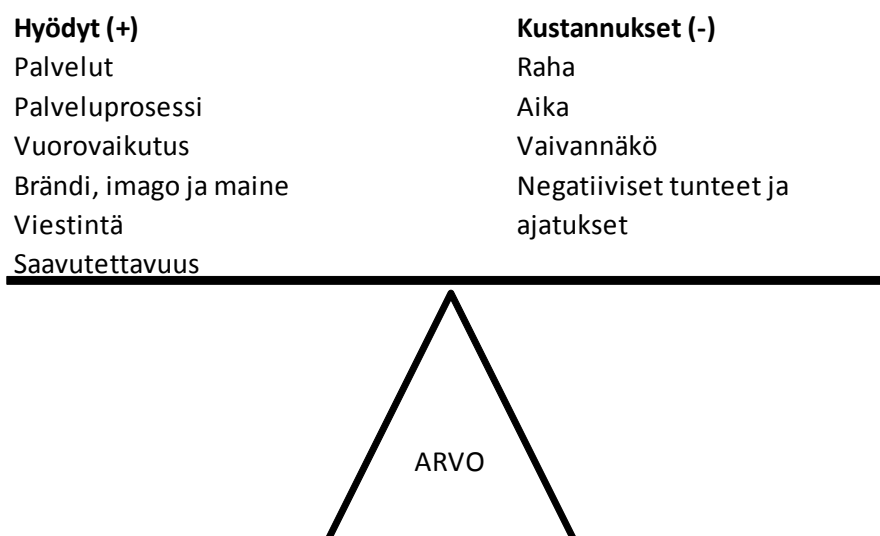 Hyödyt (+)
Palvelut
Palveluprosessi
Vuorovaikutus
Brändi, imago ja maine
Viestintä
Saavutettavuus
Kustannukset (-)
Raha
Aika
Vaivannäkö
Negatiiviset tunteet ja
ajatukset
ARVO